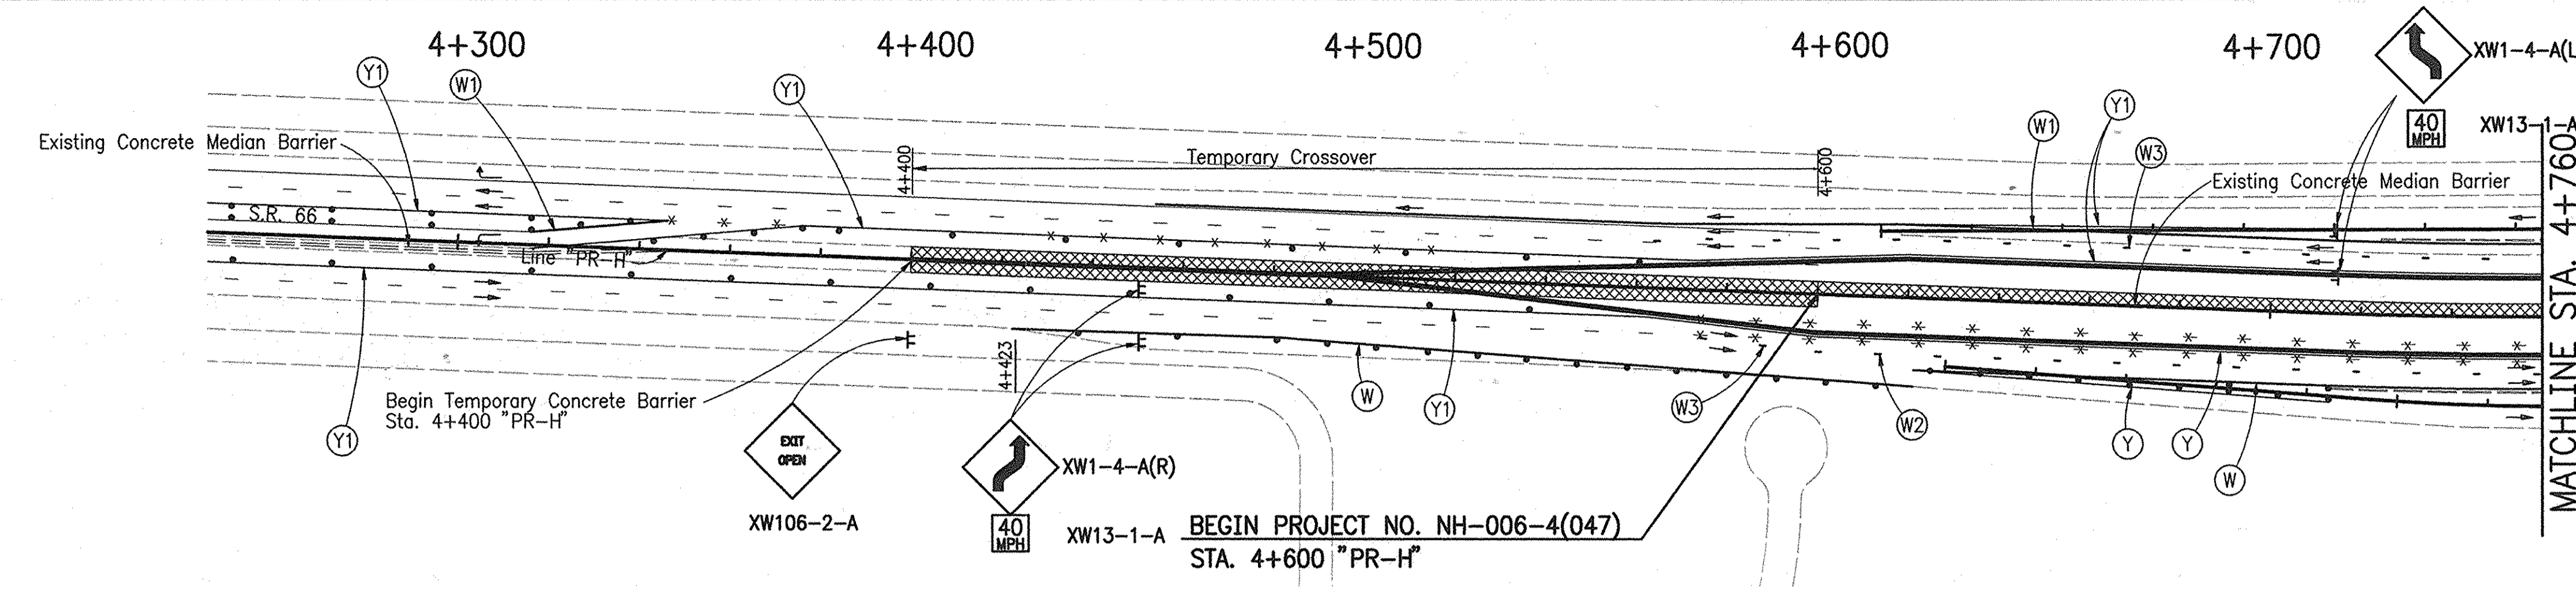 4+300
4+400
4+500
4+600
4+700
XW1-4-A(L
40
MPH
XW13-1-A
Y1
W1
Y1
W1
Y1
W3
Existing Concrete Median Barrier
4+400
Temporary Crossover
4+600
Existing Concrete Median Barrier
S.R. 66
Line "PR-H"
MATCHLINE STA. 4+760
4+423
Begin Temporary Concrete Barrier
Sta. 4+400 "PR-H"
Y1
W
Y1
W3
W2
Y
Y
W
EXIT
OPEN
XW106-2-A
XW1-4-A(R)
40
MPH
XW13-1-A
BEGIN PROJECT NO. NH-006-4(047)
STA. 4+600 "PR-H"